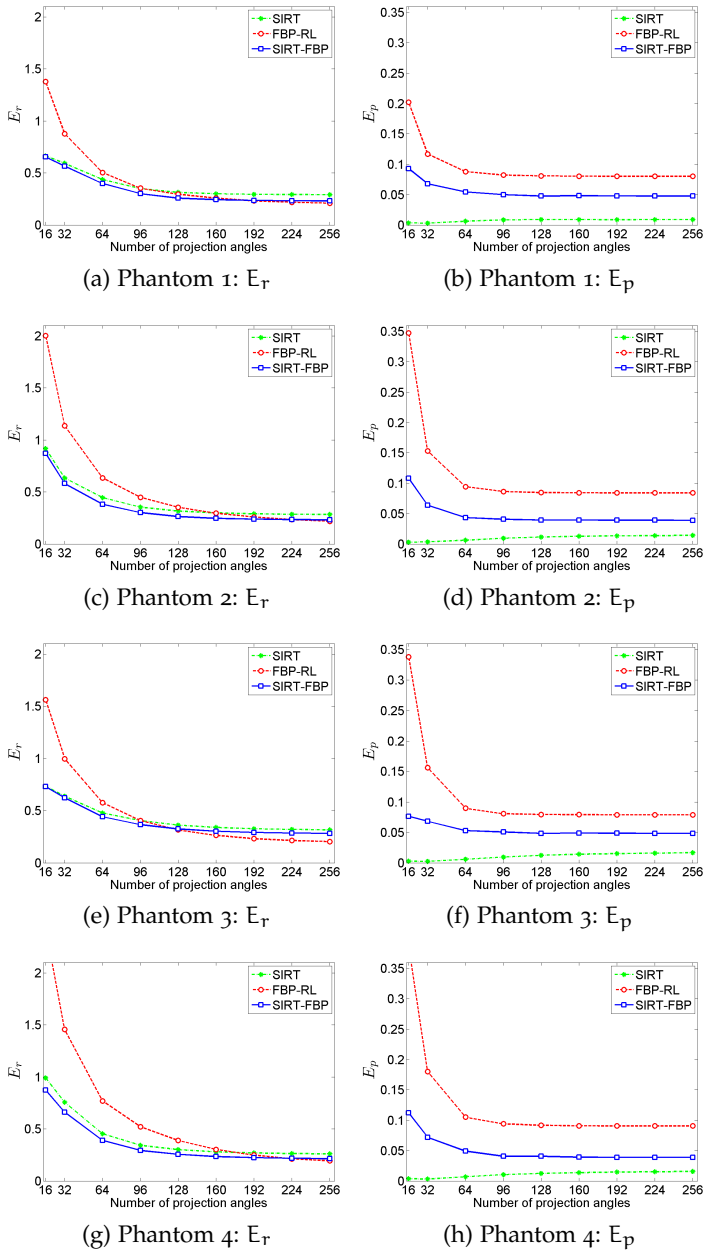 2
1.5
1
0.5
0
E_r
16 32 64 96 128 160 192 224 256
Number of projection angles
SIRT
FBP-RL
SIRT-FBP
(a) Phantom 1: E_r
0.35
0.3
0.25
0.2
0.15
0.1
0.05
0
E_p
16 32 64 96 128 160 192 224 256
Number of projection angles
SIRT
FBP-RL
SIRT-FBP
(b) Phantom 1: E_p
2
1.5
1
0.5
0
E_r
16 32 64 96 128 160 192 224 256
Number of projection angles
SIRT
FBP-RL
SIRT-FBP
(c) Phantom 2: E_r
0.35
0.3
0.25
0.2
0.15
0.1
0.05
0
E_p
16 32 64 96 128 160 192 224 256
Number of projection angles
SIRT
FBP-RL
SIRT-FBP
(d) Phantom 2: E_p
2
1.5
1
0.5
0
E_r
16 32 64 96 128 160 192 224 256
Number of projection angles
SIRT
FBP-RL
SIRT-FBP
(e) Phantom 3: E_r
0.35
0.3
0.25
0.2
0.15
0.1
0.05
0
E_p
16 32 64 96 128 160 192 224 256
Number of projection angles
SIRT
FBP-RL
SIRT-FBP
(f) Phantom 3: E_p
2
1.5
1
0.5
0
E_r
16 32 64 96 128 160 192 224 256
Number of projection angles
SIRT
FBP-RL
SIRT-FBP
(g) Phantom 4: E_r
0.35
0.3
0.25
0.2
0.15
0.1
0.05
0
E_p
16 32 64 96 128 160 192 224 256
Number of projection angles
SIRT
FBP-RL
SIRT-FBP
(h) Phantom 4: E_p